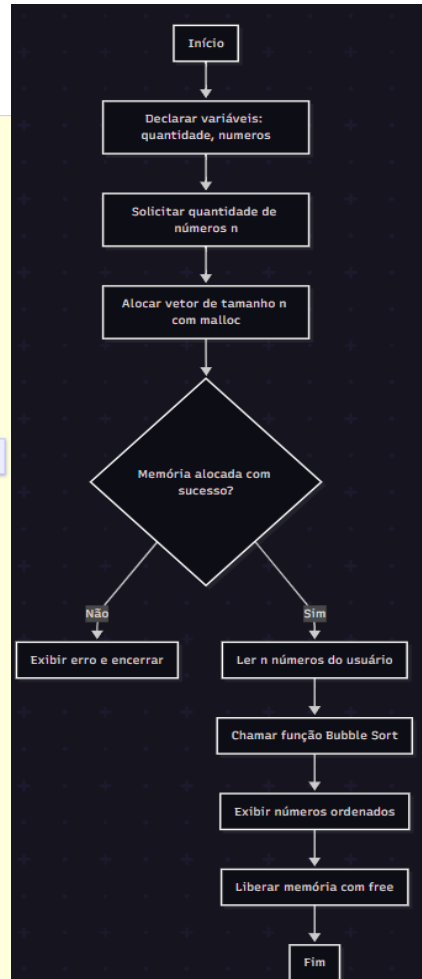 Início
Declarar variáveis:
quantidade, numeros
Solicitar quantidade de
números n
Alocar vetor de tamanho n
com malloc
Memória alocada com
sucesso?
Não
Sim
Exibir erro e encerrar
Ler n números do usuário
Chamar função Bubble Sort
Exibir números ordenados
Liberar memória com free
Fim